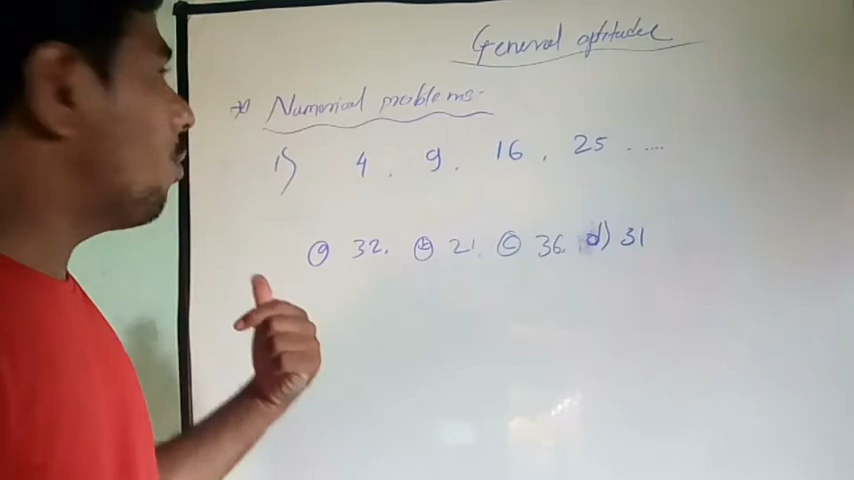 General aptitude
* Numerical problems-
1) 4, 9, 16, 25 .....
ⓐ 32, ⓑ 21, ⓒ 36, d) 31